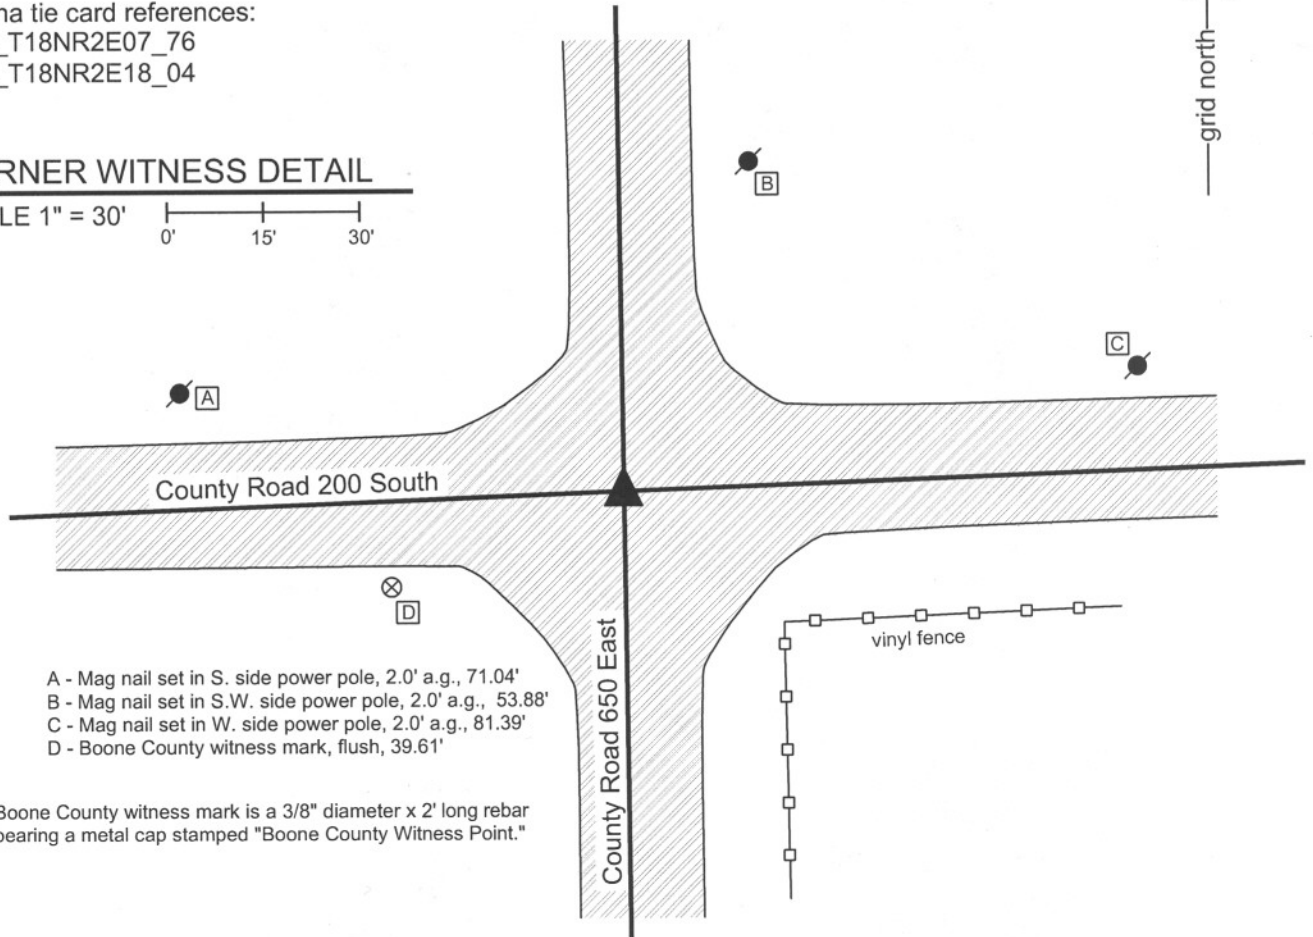 tie card references:
_T18NR2E07_76
_T18NR2E18_04
grid north
WITNESS DETAIL
1" = 30'
0' 15' 30'
B
C
A
County Road 200 South
D
vinyl fence
County Road 650 East
A - Mag nail set in S. side power pole, 2.0' a.g., 71.04'
B - Mag nail set in S.W. side power pole, 2.0' a.g., 53.88'
C - Mag nail set in W. side power pole, 2.0' a.g., 81.39'
D - Boone County witness mark, flush, 39.61'
Boone County witness mark is a 3/8" diameter x 2' long rebar
bearing a metal cap stamped "Boone County Witness Point."